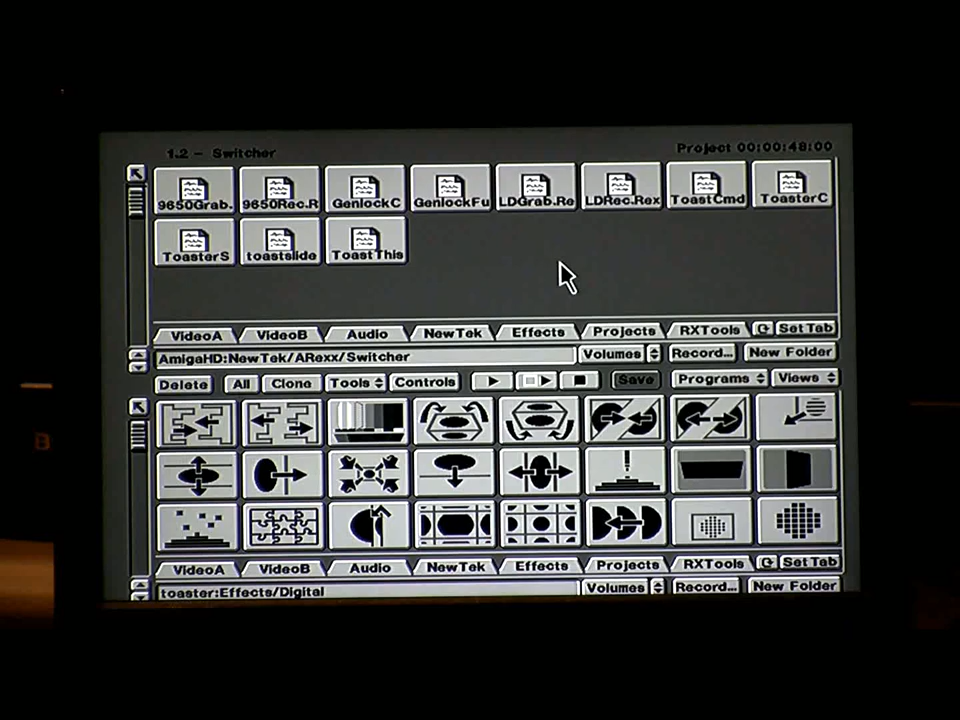 1.2 - Switcher Project 00:00:48:00
9650Grab. 9650Rec.R GenlockC GenlockFu LDGrab.Re LDRec.Rex ToastCmd ToasterC
ToasterS toastslide ToastThis
VideoA VideoB Audio NewTek Effects Projects RXTools Set Tab
AmigaHD:NewTek/ARexx/Switcher Volumes Record... New Folder
Delete All Clone Tools Controls Save Programs Views
VideoA VideoB Audio NewTek Effects Projects RXTools Set Tab
toaster:Effects/Digital Volumes Record... New Folder
B